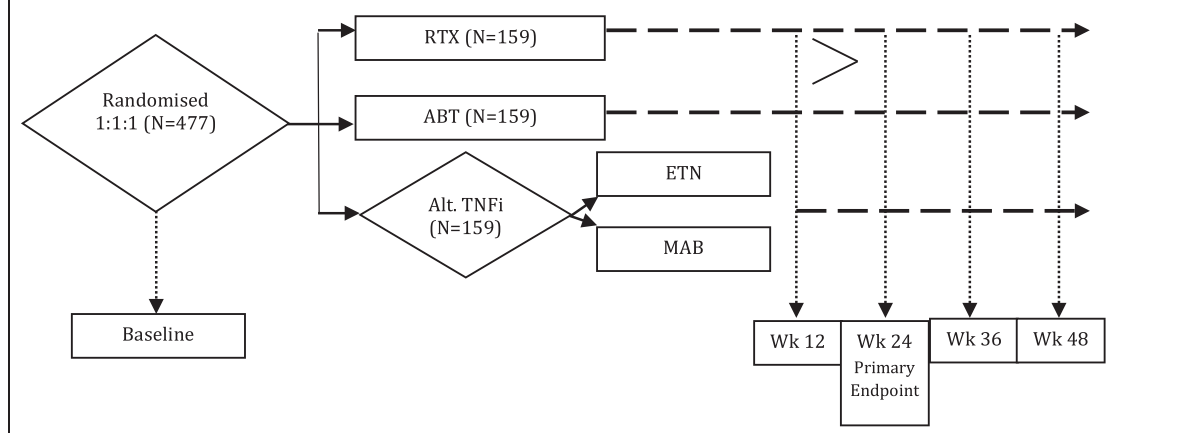 RTX (N=159)
Randomised
1:1:1 (N=477)
ABT (N=159)
ETN
Alt. TNFi
(N=159)
MAB
Baseline
Wk 12
Wk 24
Primary
Endpoint
Wk 36
Wk 48